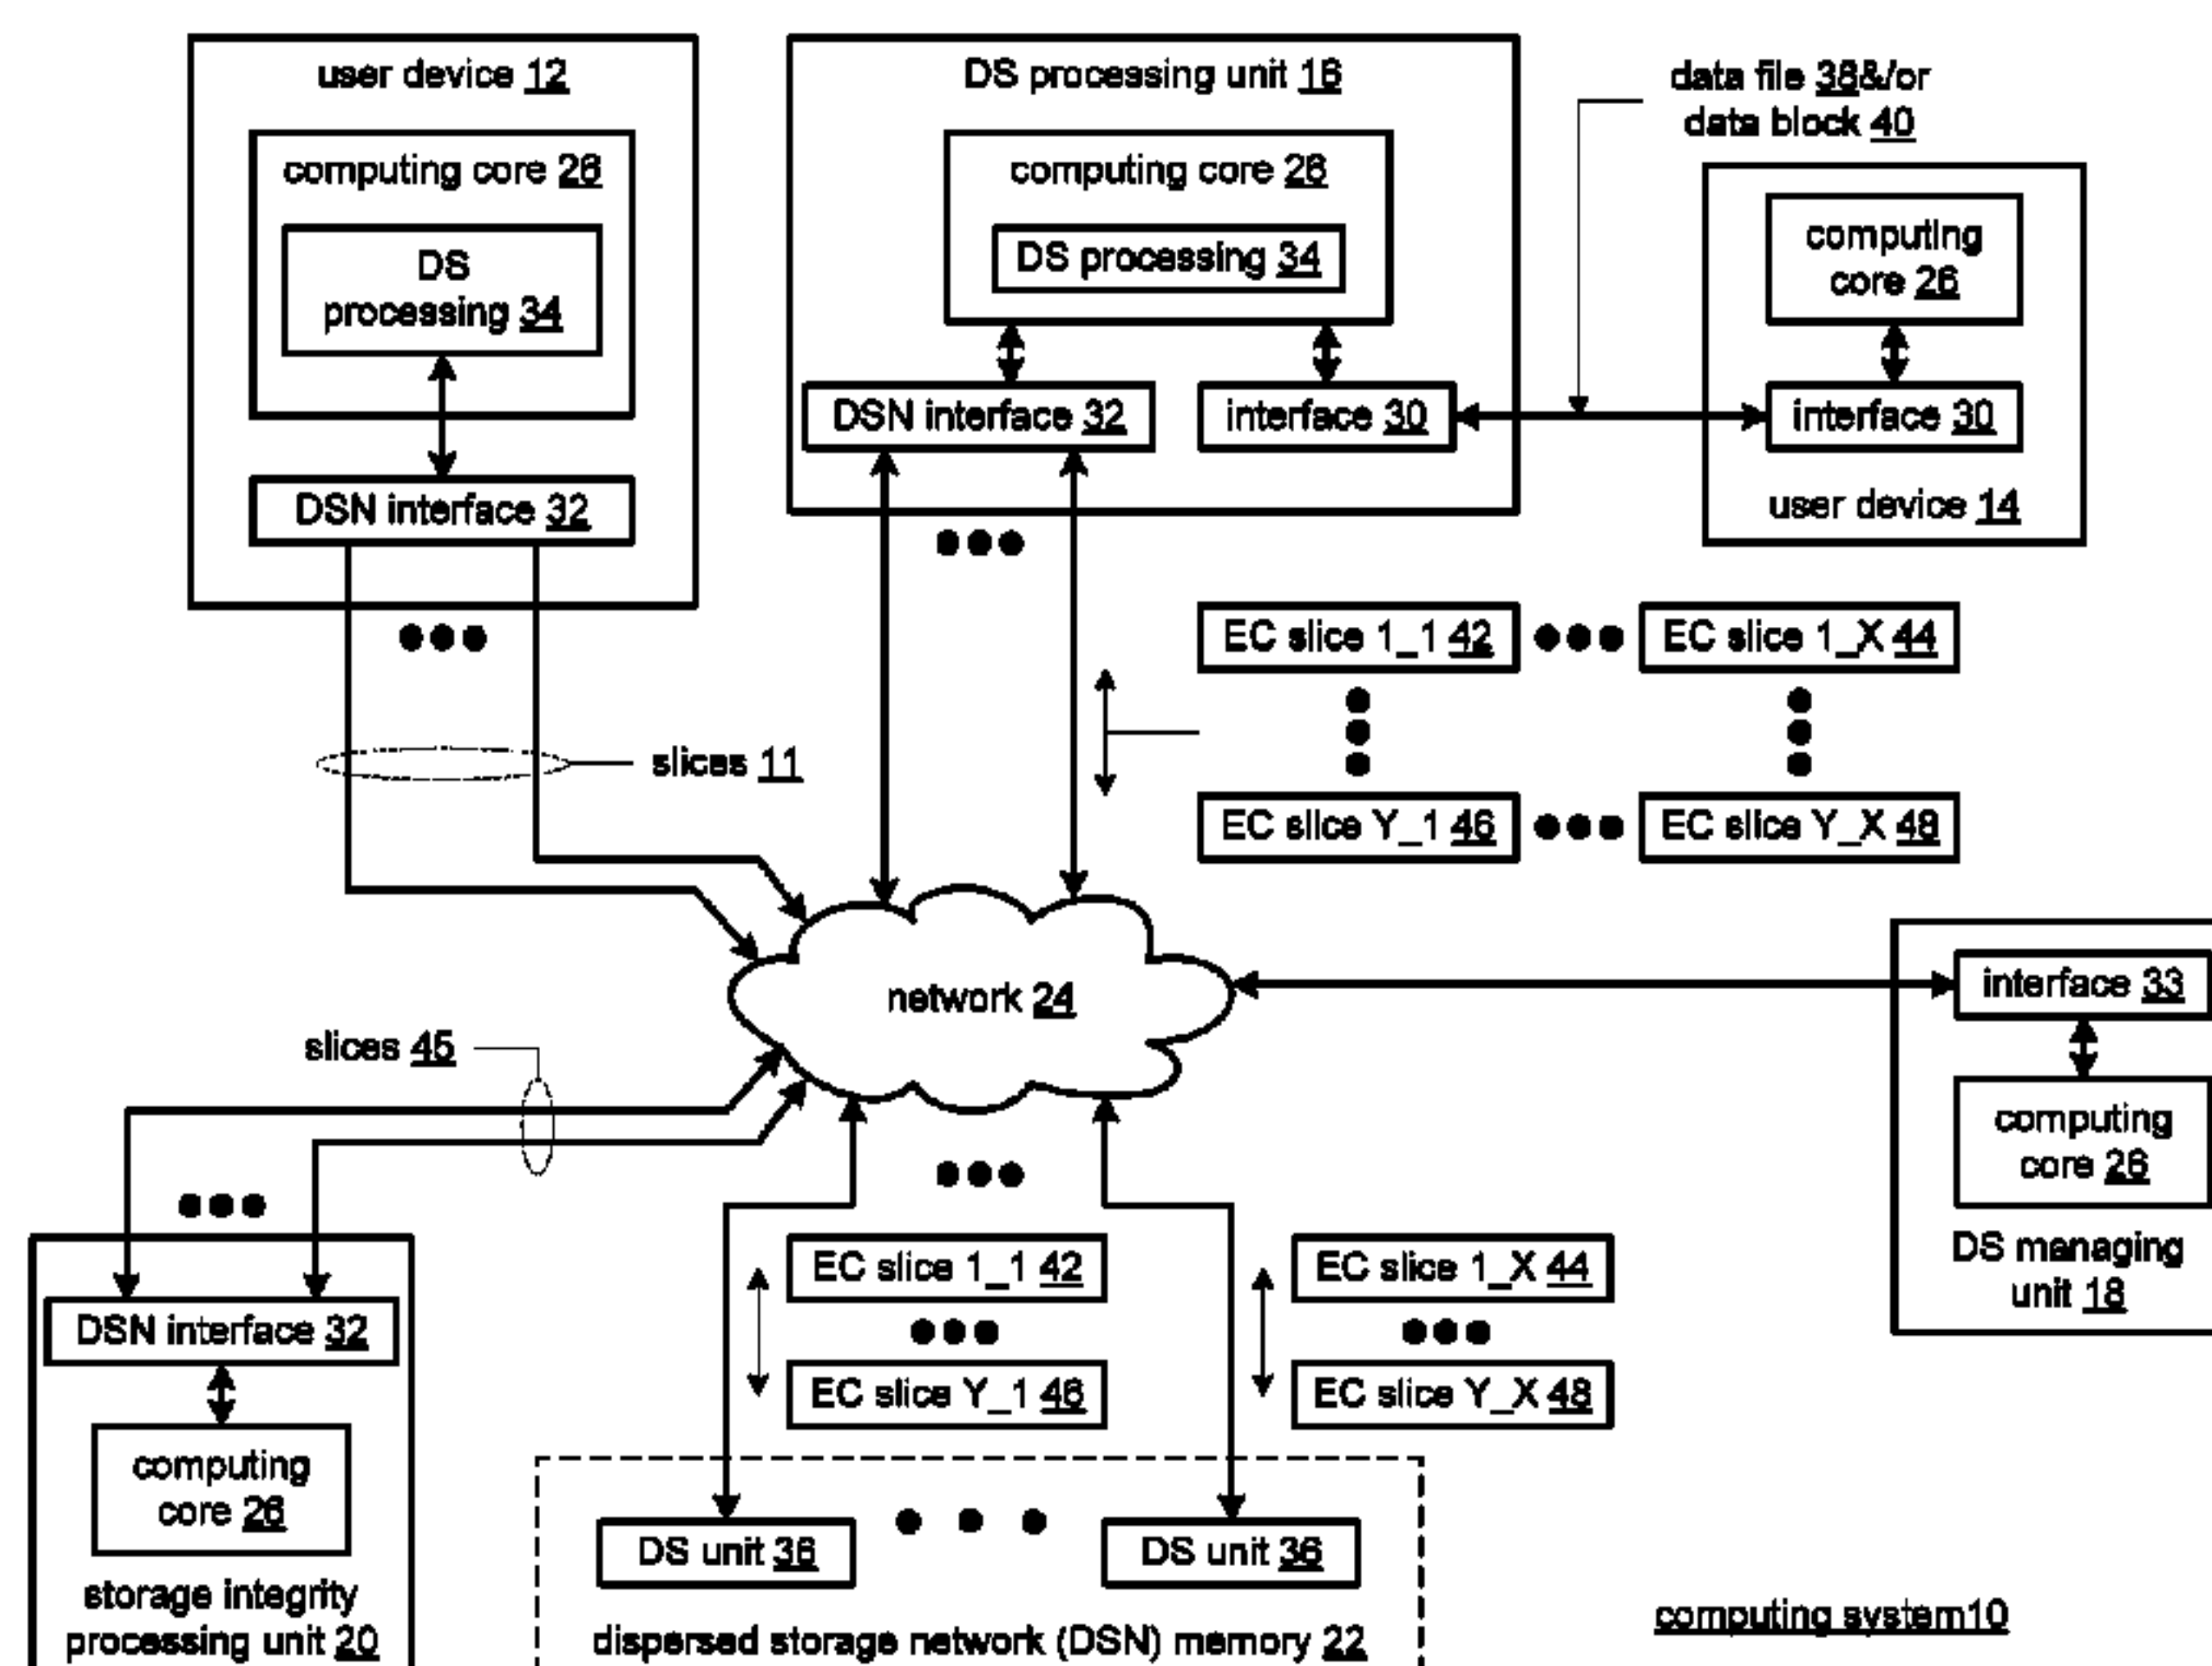 user device 12
computing core 26
DS
processing 34
DSN interface 32
slices 11
DS processing unit 16
computing core 26
DS processing 34
DSN interface 32
interface 30
data file 38&/or
data block 40
computing
core 26
interface 30
user device 14
EC slice 1_1 42
EC slice 1_X 44
EC slice Y_1 46
EC slice Y_X 48
network 24
interface 33
computing
core 26
DS managing
unit 18
slices 45
DSN interface 32
computing
core 26
storage integrity
processing unit 20
EC slice 1_1 42
EC slice 1_X 44
EC slice Y_1 46
EC slice Y_X 48
DS unit 36
DS unit 36
dispersed storage network (DSN) memory 22
computing system10